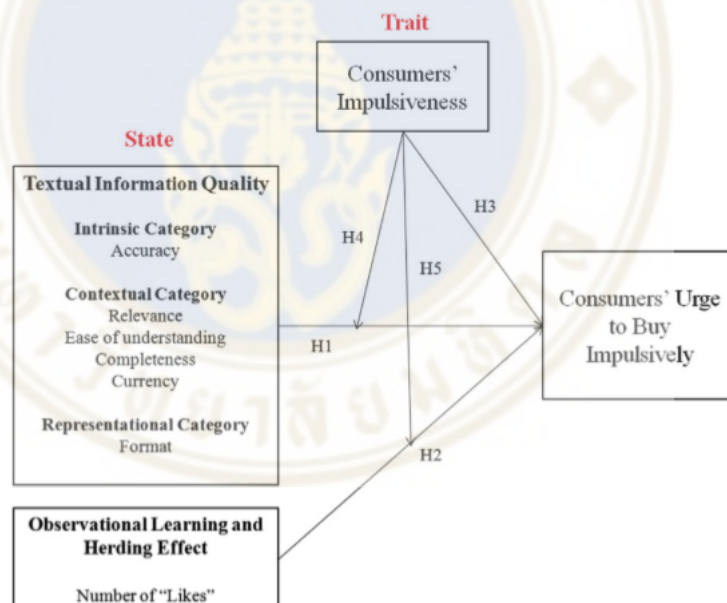 Trait
Consumers'
Impulsiveness
State
Textual Information Quality
Intrinsic Category
Accuracy
Contextual Category
Relevance
Ease of understanding
Completeness
Currency
Representational Category
Format
H4
H3
H5
H1
H2
Consumers' Urge
to Buy
Impulsively
Observational Learning and
Herding Effect
Number of "Likes"